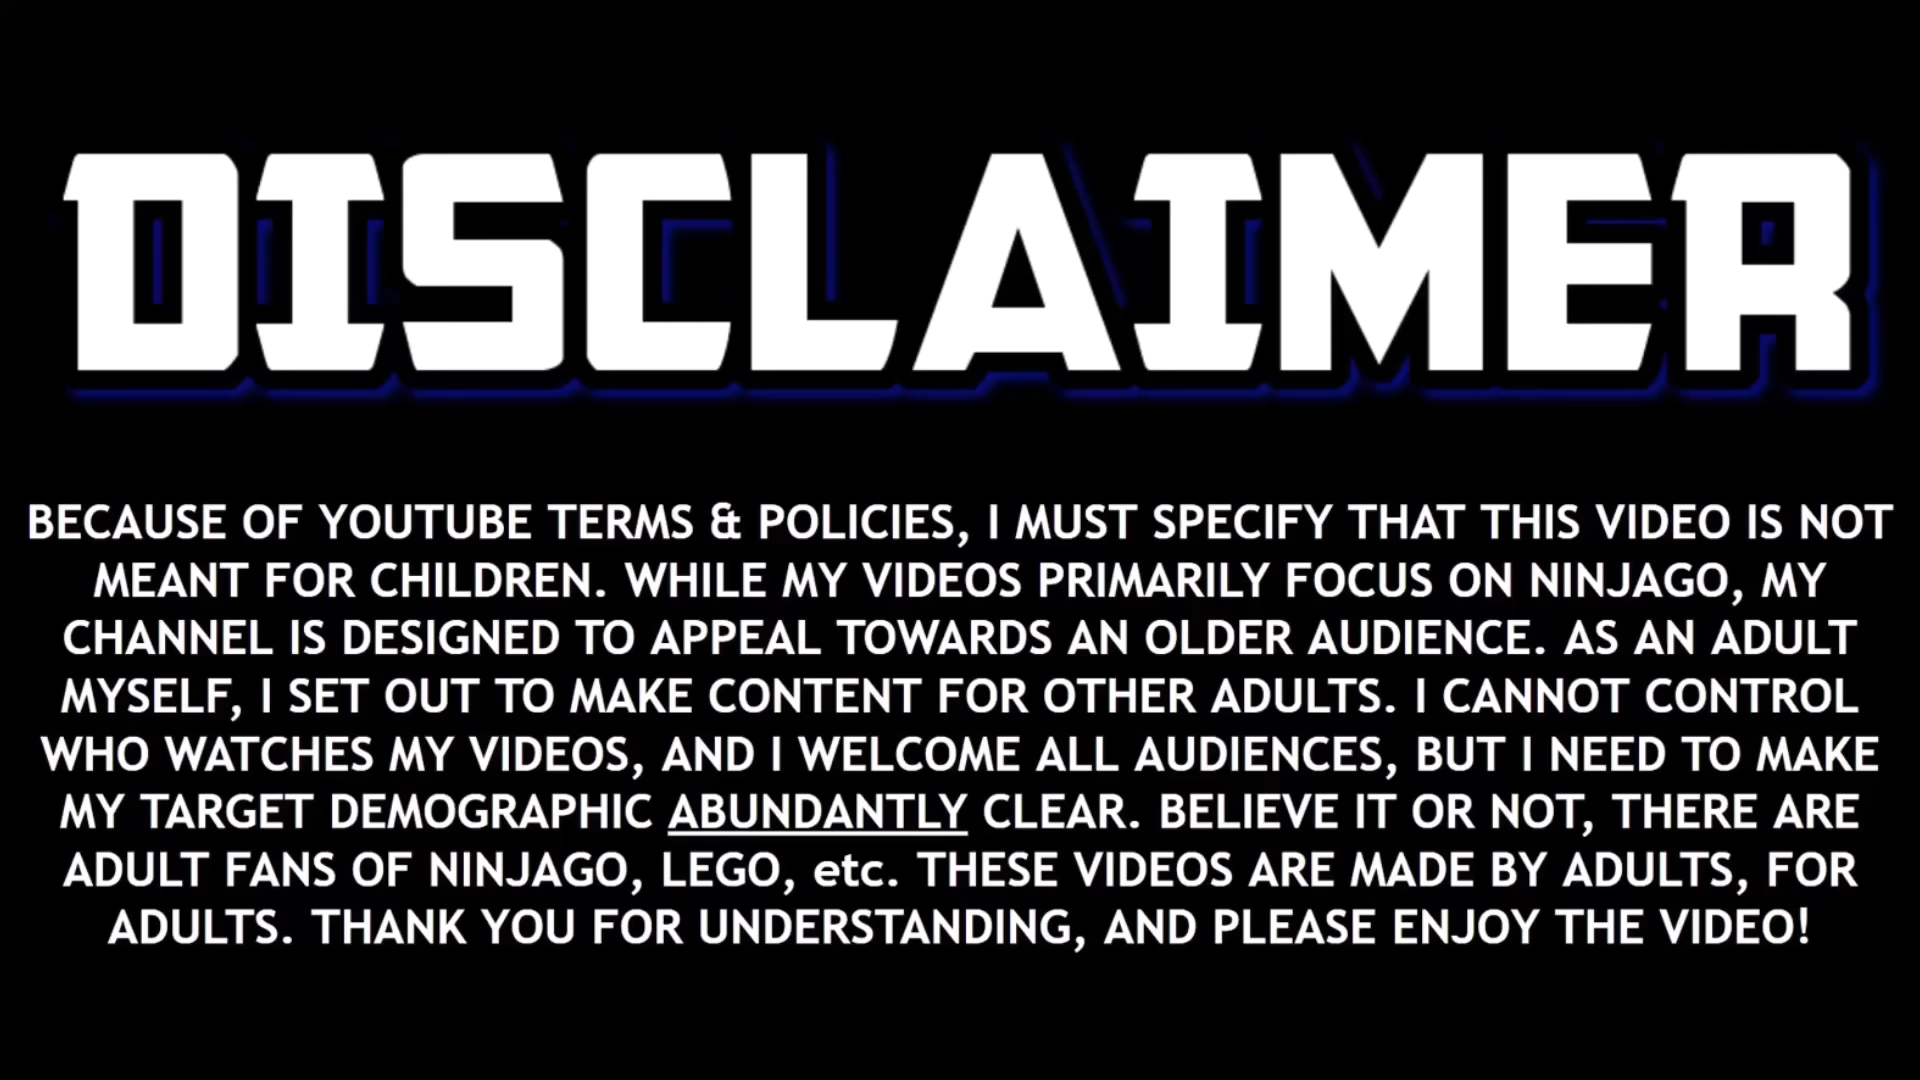 DISCLAIMER
BECAUSE OF YOUTUBE TERMS & POLICIES, I MUST SPECIFY THAT THIS VIDEO IS NOT
MEANT FOR CHILDREN. WHILE MY VIDEOS PRIMARILY FOCUS ON NINJAGO, MY
CHANNEL IS DESIGNED TO APPEAL TOWARDS AN OLDER AUDIENCE. AS AN ADULT
MYSELF, I SET OUT TO MAKE CONTENT FOR OTHER ADULTS. I CANNOT CONTROL
WHO WATCHES MY VIDEOS, AND I WELCOME ALL AUDIENCES, BUT I NEED TO MAKE
MY TARGET DEMOGRAPHIC ABUNDANTLY CLEAR. BELIEVE IT OR NOT, THERE ARE
ADULT FANS OF NINJAGO, LEGO, etc. THESE VIDEOS ARE MADE BY ADULTS, FOR
ADULTS. THANK YOU FOR UNDERSTANDING, AND PLEASE ENJOY THE VIDEO!